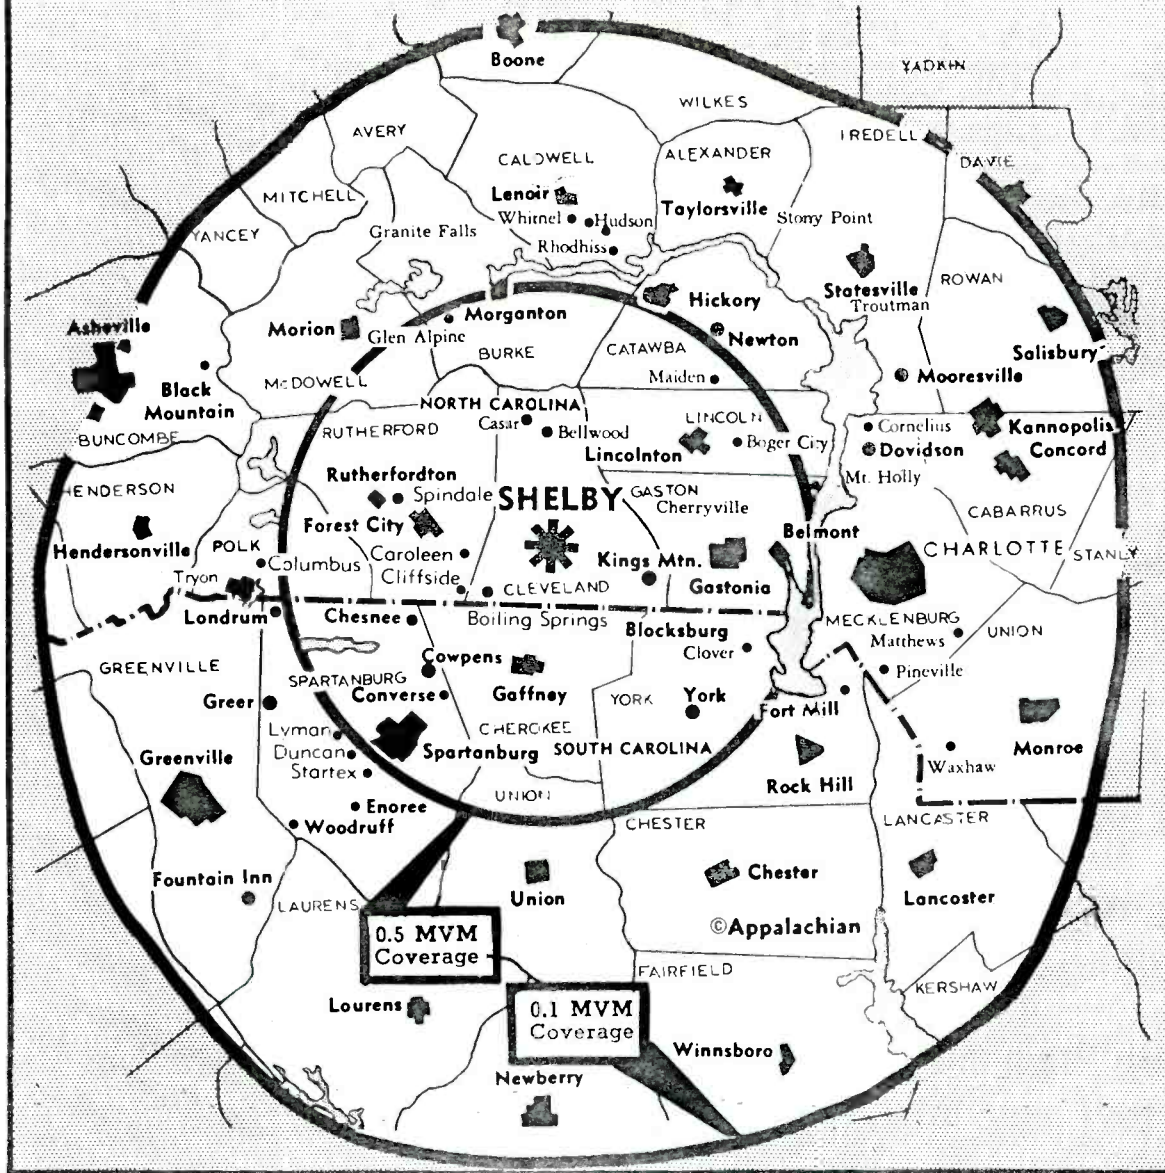 Boone
YADKIN
WILKES
AVERY
IREDELL
CALDWELL
ALEXANDER
DAVIE
MITCHELL
Lenoir
Taylorsville
Whirnel
Hudson
Stony Point
YANCEY
Granite Falls
Rhodhiss
ROWAN
Statesville
Troutman
Hickory
Morganton
Asheville
Morion
Glen Alpine
Newton
BURKE
CATAWBA
Salisbury
Black
Mountain
McDOWELL
Maiden
Mooresville
NORTH CAROLINA
Casar
Bellwood
LINCOLN
Boger City
Lincolnton
Cornelius
Dovidson
Kannopolis
Concord
BUNCOMBE
RUTHERFORD
Mt. Holly
Rutherfordton
Spindale
SHELBY
GASTON
Cherryville
HENDERSON
CABARRUS
Forest City
Belmont
Hendersonville
POLK
Columbus
Caroleen
Cliffside
Kings Mtn.
Gastonia
CHARLOTTE
STANLY
Tryon
CLEVELAND
Londrum
Chesnee
Boiling Springs
Blocksburg
Clover
MECKLENBURG
Matthews
UNION
GREENVILLE
Cowpens
Pineville
SPARTANBURG
Converse
Gaffney
Greer
YORK
York
Fort Mill
Lyman
Duncan
Startex
CHEROKEE
Spartanburg
SOUTH CAROLINA
Greenville
Monroe
Waxhaw
Rock Hill
UNION
Enoree
Woodruff
CHESTER
LANCASTER
Fountain Inn
Union
Chester
Lancoster
LAURENS
©Appalachian
0.5 MVM
Coverage
FAIRFIELD
KERSHAW
Lourens
0.1 MVM
Coverage
Winnsboro
Newberry